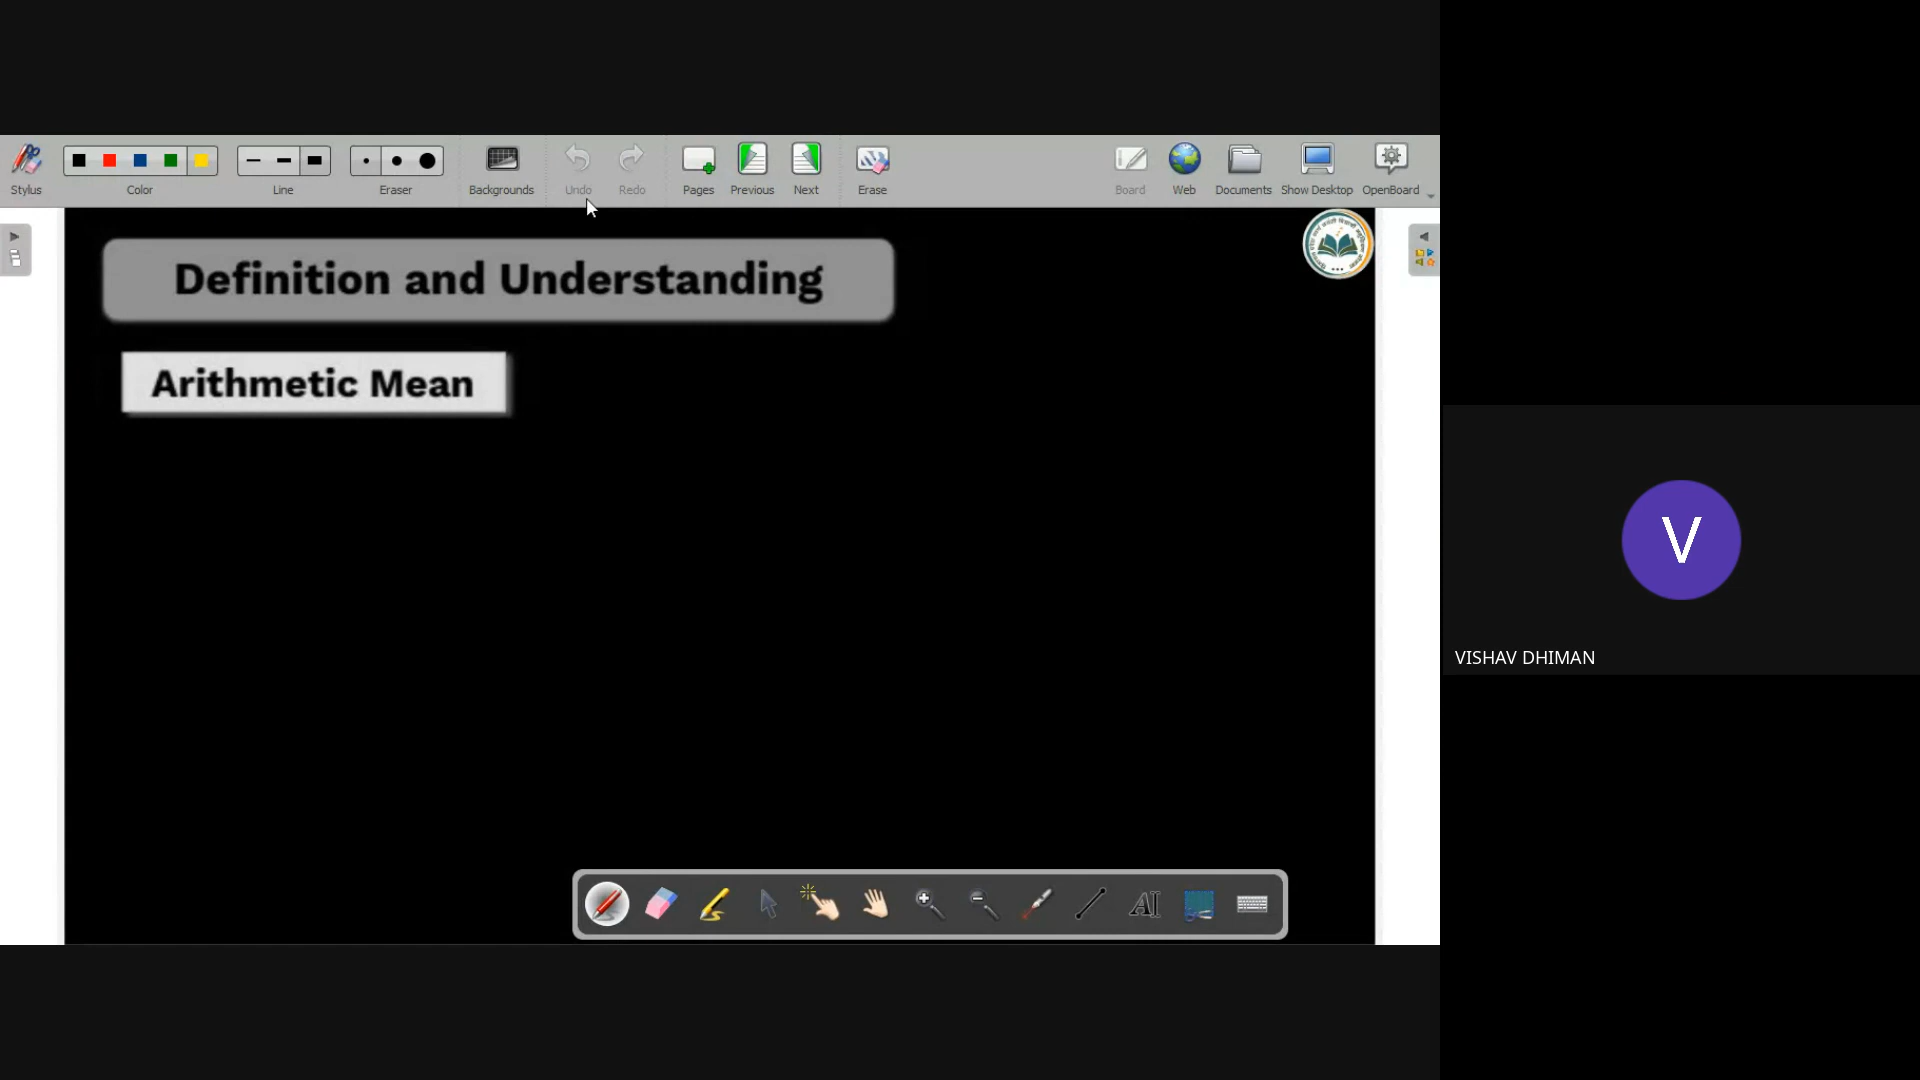 Stylus Color Line Eraser Backgrounds Undo Redo Pages Previous Next Erase Board Web Documents Show Desktop OpenBoard
Definition and Understanding
Arithmetic Mean
AI
V
VISHAV DHIMAN